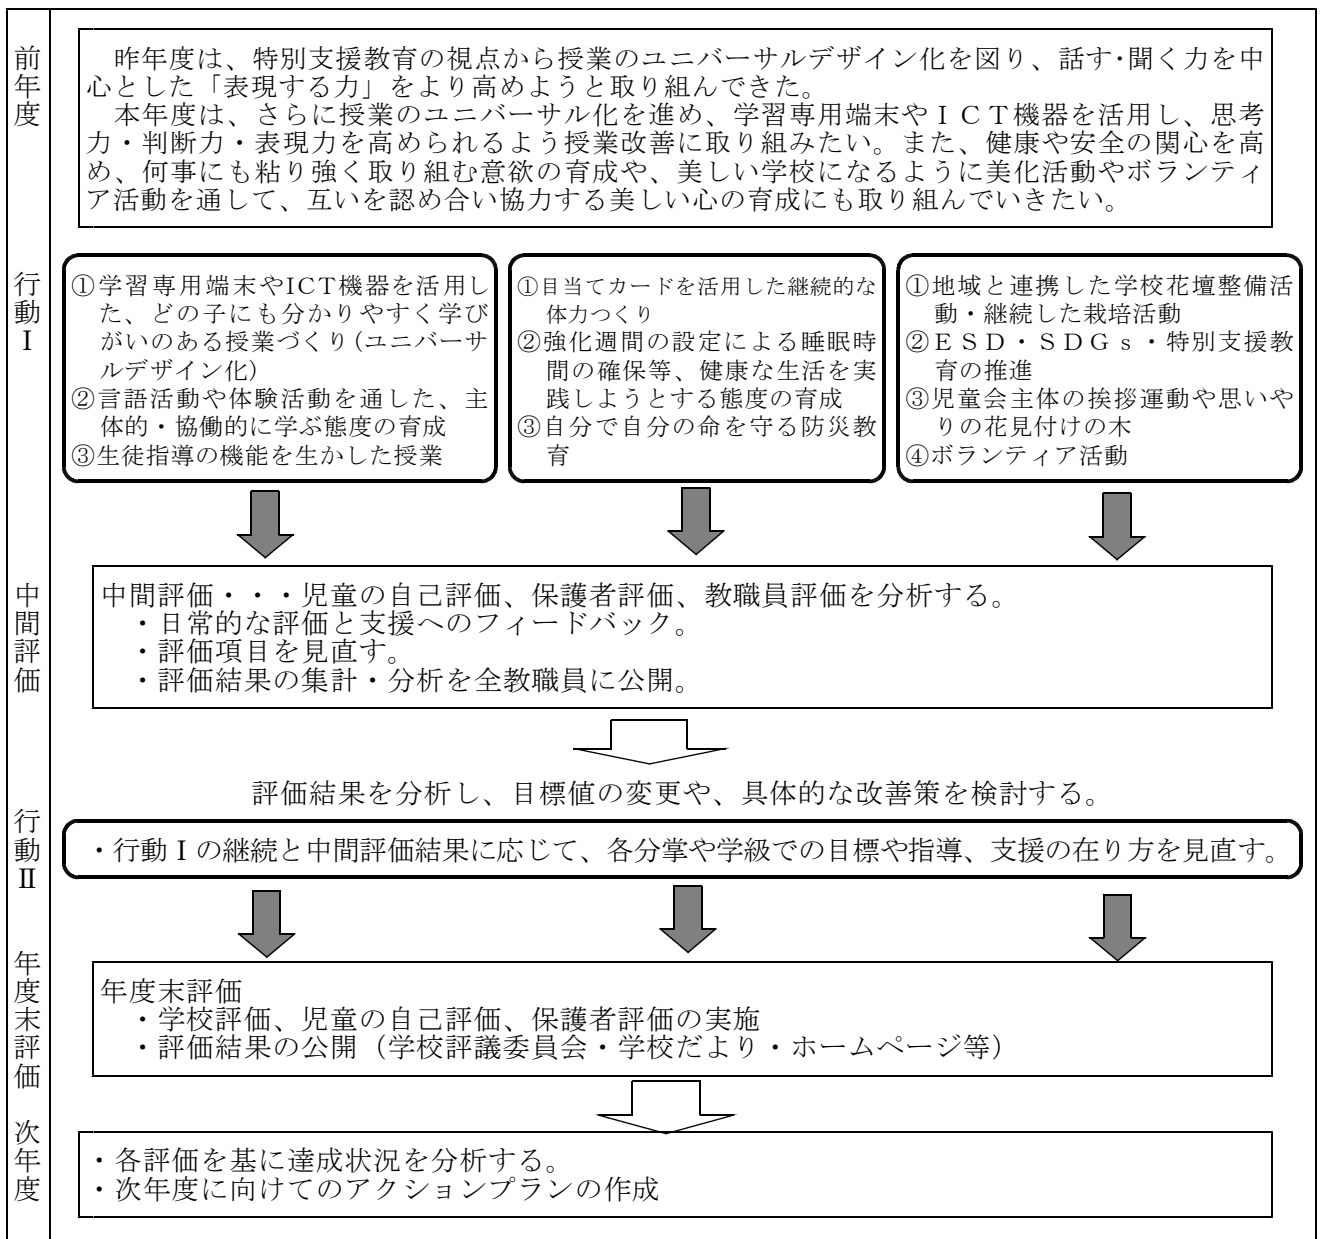 前年度
　昨年度は、特別支援教育の視点から授業のユニバーサルデザイン化を図り、話す・聞く力を中
心とした「表現する力」をより高めようと取り組んできた。
　本年度は、さらに授業のユニバーサル化を進め、学習専用端末やＩＣＴ機器を活用し、思考
力・判断力・表現力を高められるよう授業改善に取り組みたい。また、健康や安全の関心を高
め、何事にも粘り強く取り組む意欲の育成や、美しい学校になるように美化活動やボランティ
ア活動を通して、互いを認め合い協力する美しい心の育成にも取り組んでいきたい。
行動Ⅰ
①学習専用端末やICT機器を活用し
た、どの子にも分かりやすく学び
がいのある授業づくり(ユニバーサ
ルデザイン化)
②言語活動や体験活動を通した、主
体的・協働的に学ぶ態度の育成
③生徒指導の機能を生かした授業
①目当てカードを活用した継続的な
体力つくり
②強化週間の設定による睡眠時
間の確保等、健康な生活を実
践しようとする態度の育成
③自分で自分の命を守る防災教
育
①地域と連携した学校花壇整備活
動・継続した栽培活動
②ＥＳＤ・ＳＤＧｓ・特別支援教
育の推進
③児童会主体の挨拶運動や思いや
りの花見付けの木
④ボランティア活動
中間評価
中間評価・・・児童の自己評価、保護者評価、教職員評価を分析する。
・日常的な評価と支援へのフィードバック。
・評価項目を見直す。
・評価結果の集計・分析を全教職員に公開。
評価結果を分析し、目標値の変更や、具体的な改善策を検討する。
行動Ⅱ
・行動Ⅰの継続と中間評価結果に応じて、各分掌や学級での目標や指導、支援の在り方を見直す。
年度末評価
年度末評価
・学校評価、児童の自己評価、保護者評価の実施
・評価結果の公開（学校評議委員会・学校だより・ホームページ等）
次年度
・各評価を基に達成状況を分析する。
・次年度に向けてのアクションプランの作成